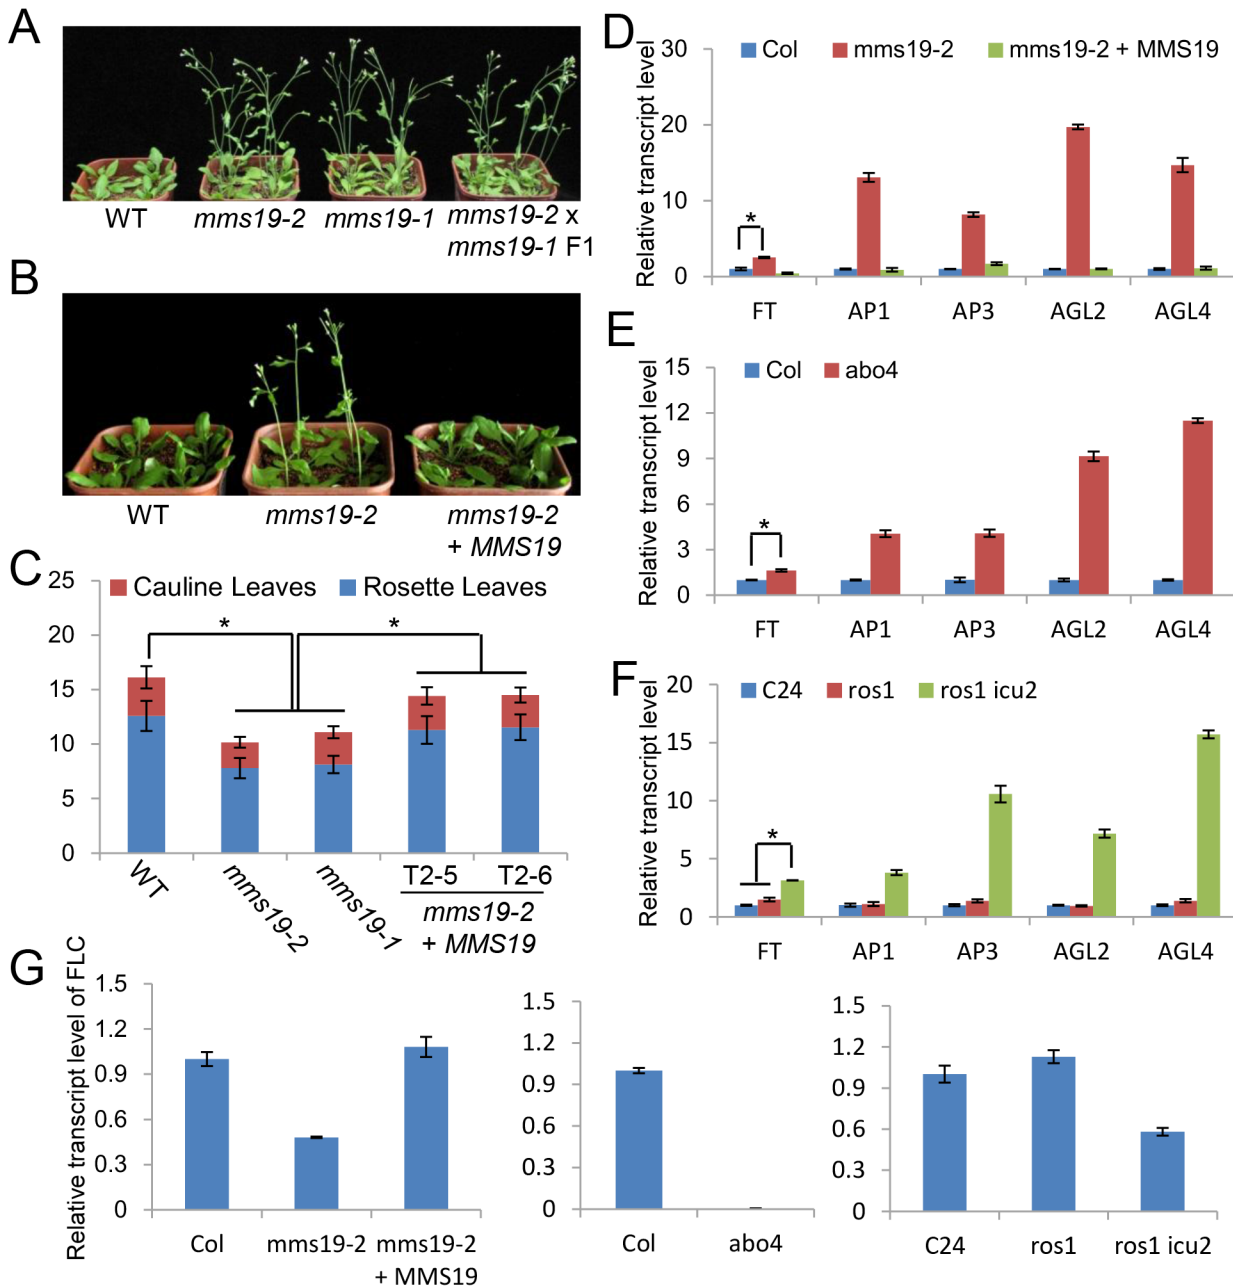 A
WT
mms19-2
mms19-1
mms19-2 x
mms19-1 F1
B
WT
mms19-2
mms19-2
+ MMS19
C
25
20
15
10
5
0
Cauline Leaves
Rosette Leaves
*
*
WT
mms19-2
mms19-1
T2-5
T2-6
mms19-2
+ MMS19
D
Relative transcript level
30
20
10
0
Col
mms19-2
mms19-2 + MMS19
*
FT
AP1
AP3
AGL2
AGL4
E
Relative transcript level
15
12
9
6
3
0
Col
abo4
*
FT
AP1
AP3
AGL2
AGL4
F
Relative transcript level
20
15
10
5
0
C24
ros1
ros1 icu2
*
FT
AP1
AP3
AGL2
AGL4
G
Relative transcript level of FLC
1.5
1.2
0.9
0.6
0.3
0
Col
mms19-2
mms19-2
+ MMS19
1.5
1.2
0.9
0.6
0.3
0
Col
abo4
1.5
1.2
0.9
0.6
0.3
0
C24
ros1
ros1 icu2